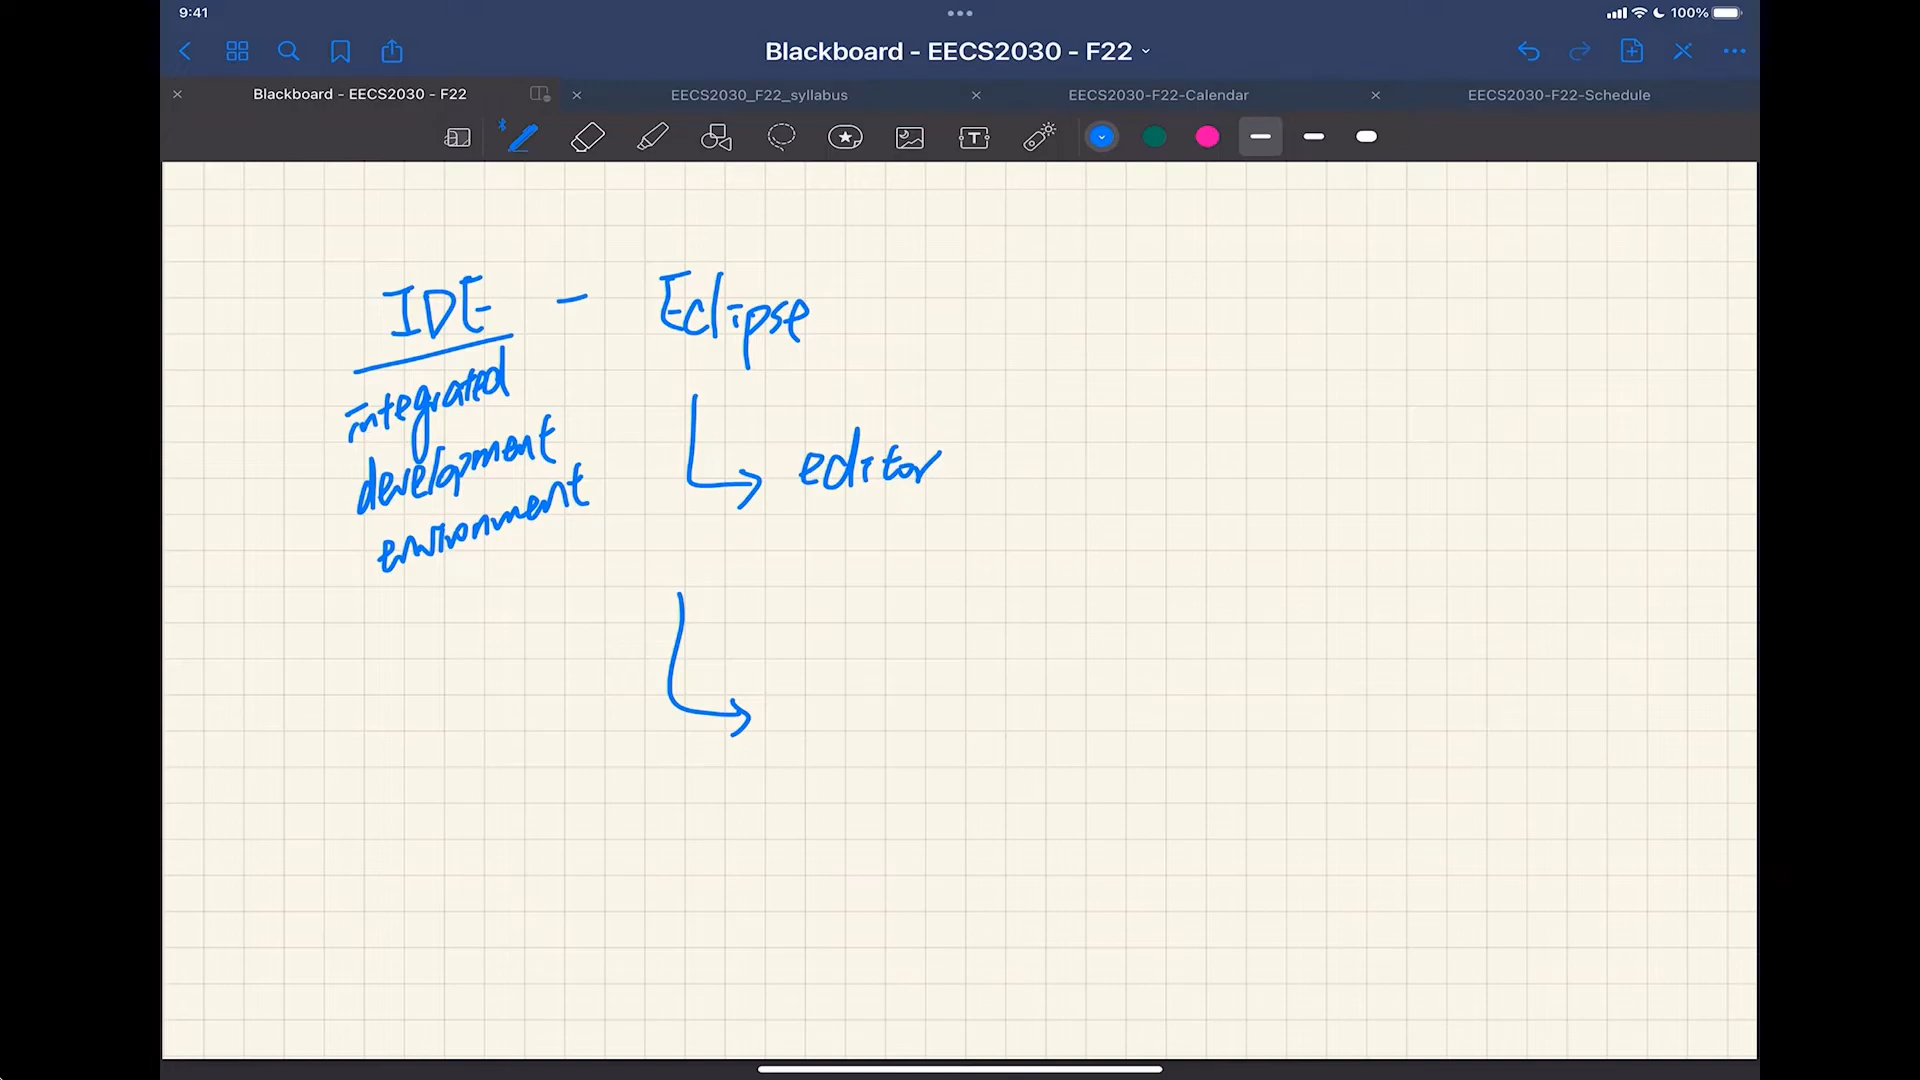 9:41
100%
Blackboard - EECS2030 - F22
Blackboard - EECS2030 - F22
EECS2030_F22_syllabus
EECS2030-F22-Calendar
EECS2030-F22-Schedule
T
IDE - Eclipse
integrated
development
environment
editor